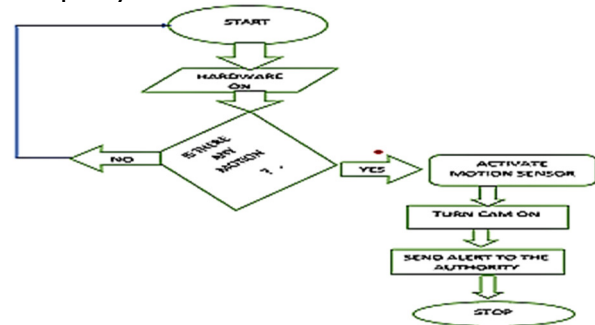 START
HARDWARE
ON
IS THERE
ANY
MOTION
? .
NO
YES
ACTIVATE
MOTION SENSOR
TURN CAM ON
SEND ALERT TO THE
AUTHORITY
STOP